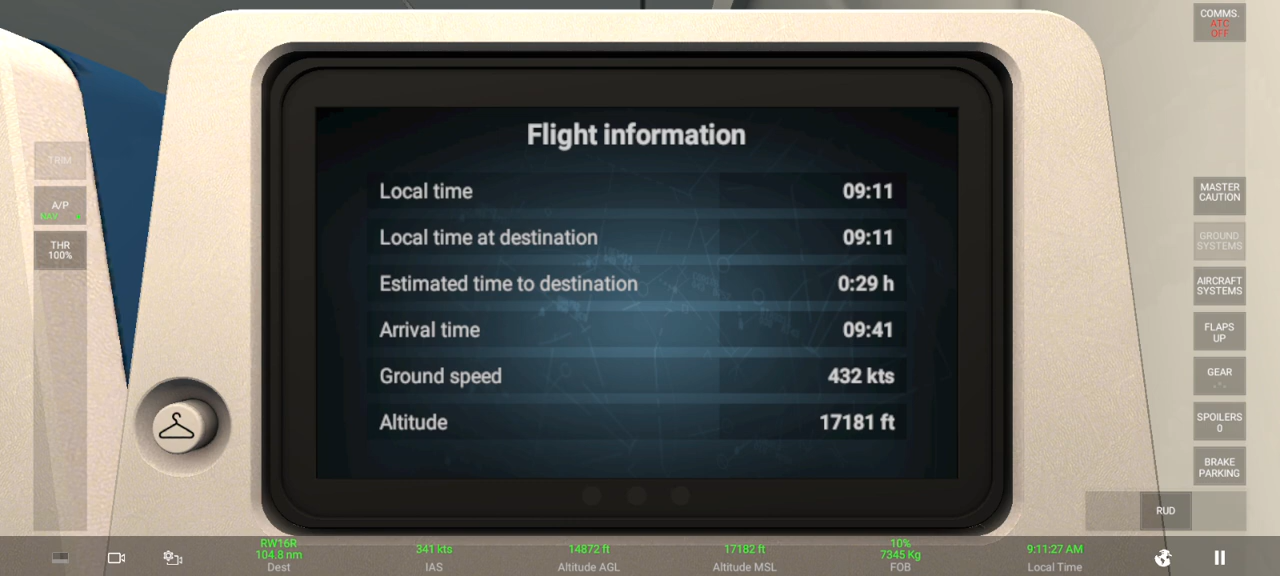 COMMS.
ATC
OFF
Flight information
Local time 09:11
Local time at destination 09:11
Estimated time to destination 0:29 h
Arrival time 09:41
Ground speed 432 kts
Altitude 17181 ft
TRIM
A/P
NAV
THR
100%
MASTER
CAUTION
GROUND
SYSTEMS
AIRCRAFT
SYSTEMS
FLAPS
UP
GEAR
SPOILERS
0
BRAKE
PARKING
RUD
RW16R
104.8 nm
Dest
341 kts
IAS
14872 ft
Altitude AGL
17182 ft
Altitude MSL
10%
7345 Kg
FOB
9:11:27 AM
Local Time